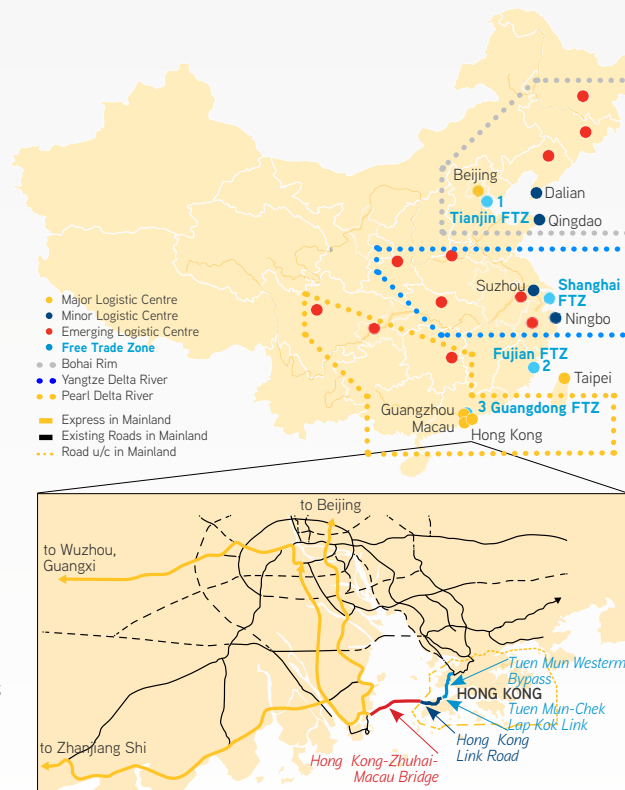 Beijing
1
Tianjin FTZ
Dalian
Qingdao
Suzhou
Shanghai
FTZ
Ningbo
Major Logistic Centre
Minor Logistic Centre
Emerging Logistic Centre
Free Trade Zone
Bohai Rim
Yangtze Delta River
Pearl Delta River
Express in Mainland
Existing Roads in Mainland
Road u/c in Mainland
Fujian FTZ
2
Taipei
Guangzhou
Macau
3 Guangdong FTZ
Hong Kong
to Beijing
to Wuzhou,
Guangxi
to Zhanjiang Shi
Tuen Mun Western
Bypass
HONG KONG
Tuen Mun-Chek
Lap Kok Link
Hong Kong
Link Road
Hong Kong-Zhuhai-
Macau Bridge